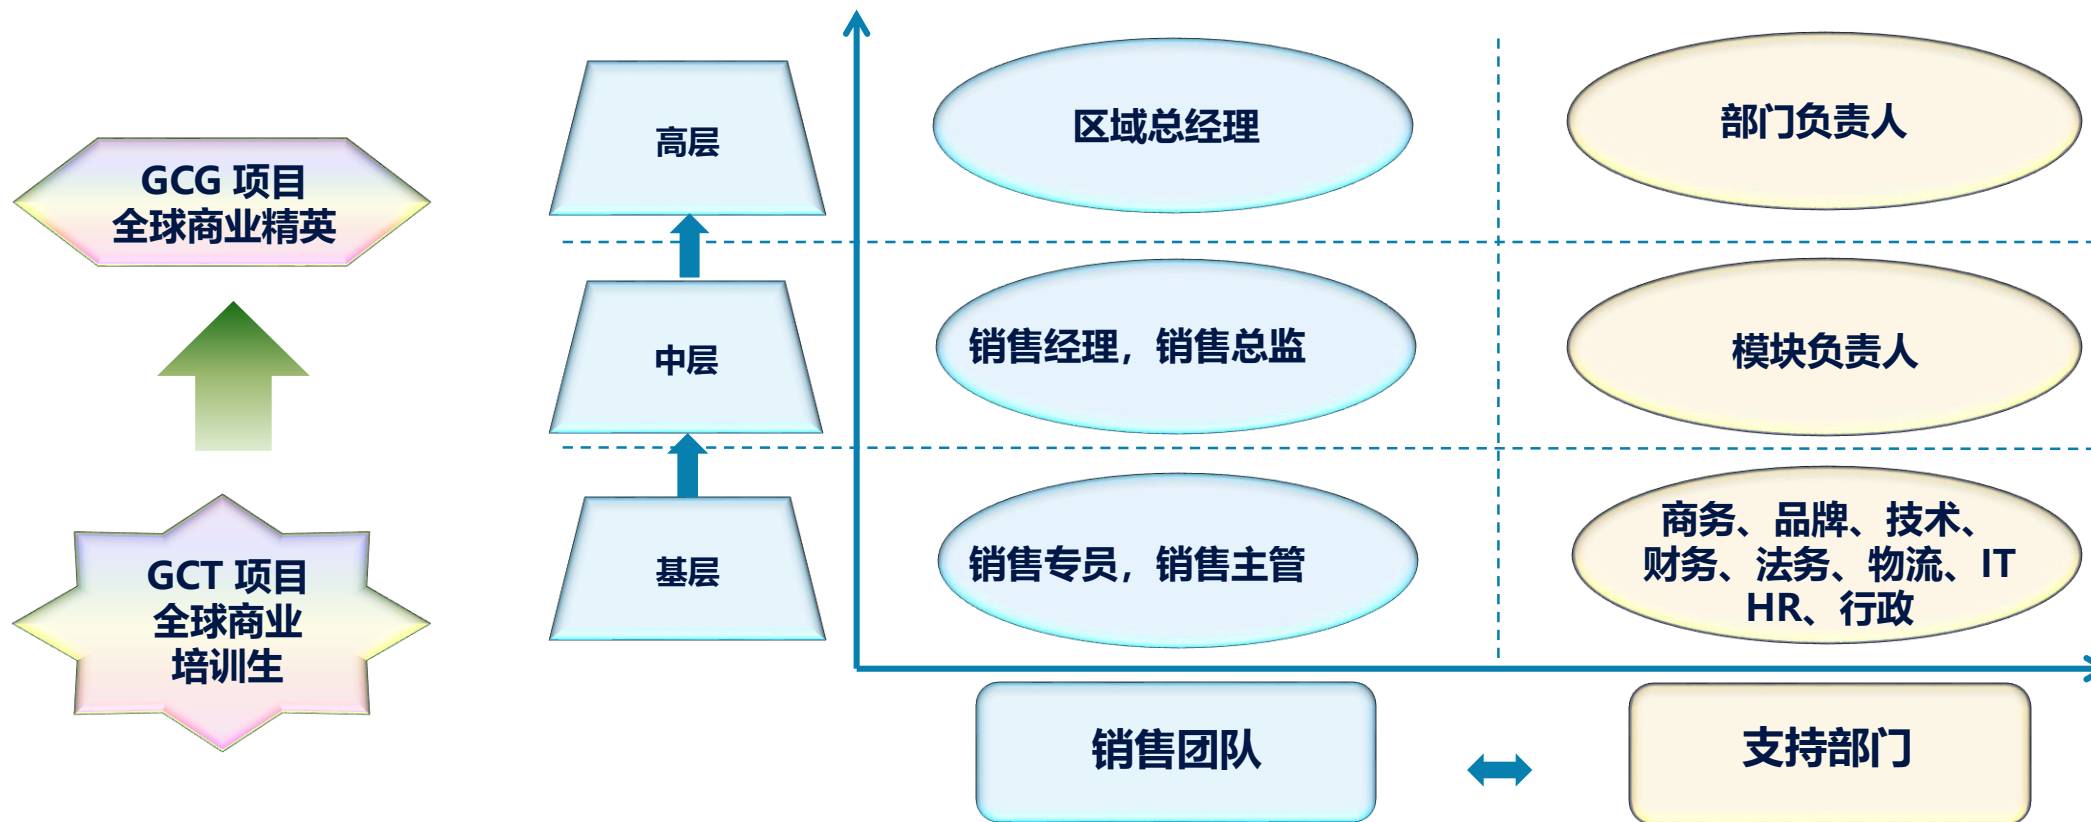 GCG 项目
全球商业精英
GCT 项目
全球商业
培训生
高层
区域总经理
部门负责人
中层
销售经理，销售总监
模块负责人
基层
销售专员，销售主管
商务、品牌、技术、
财务、法务、物流、IT
HR、行政
销售团队
支持部门